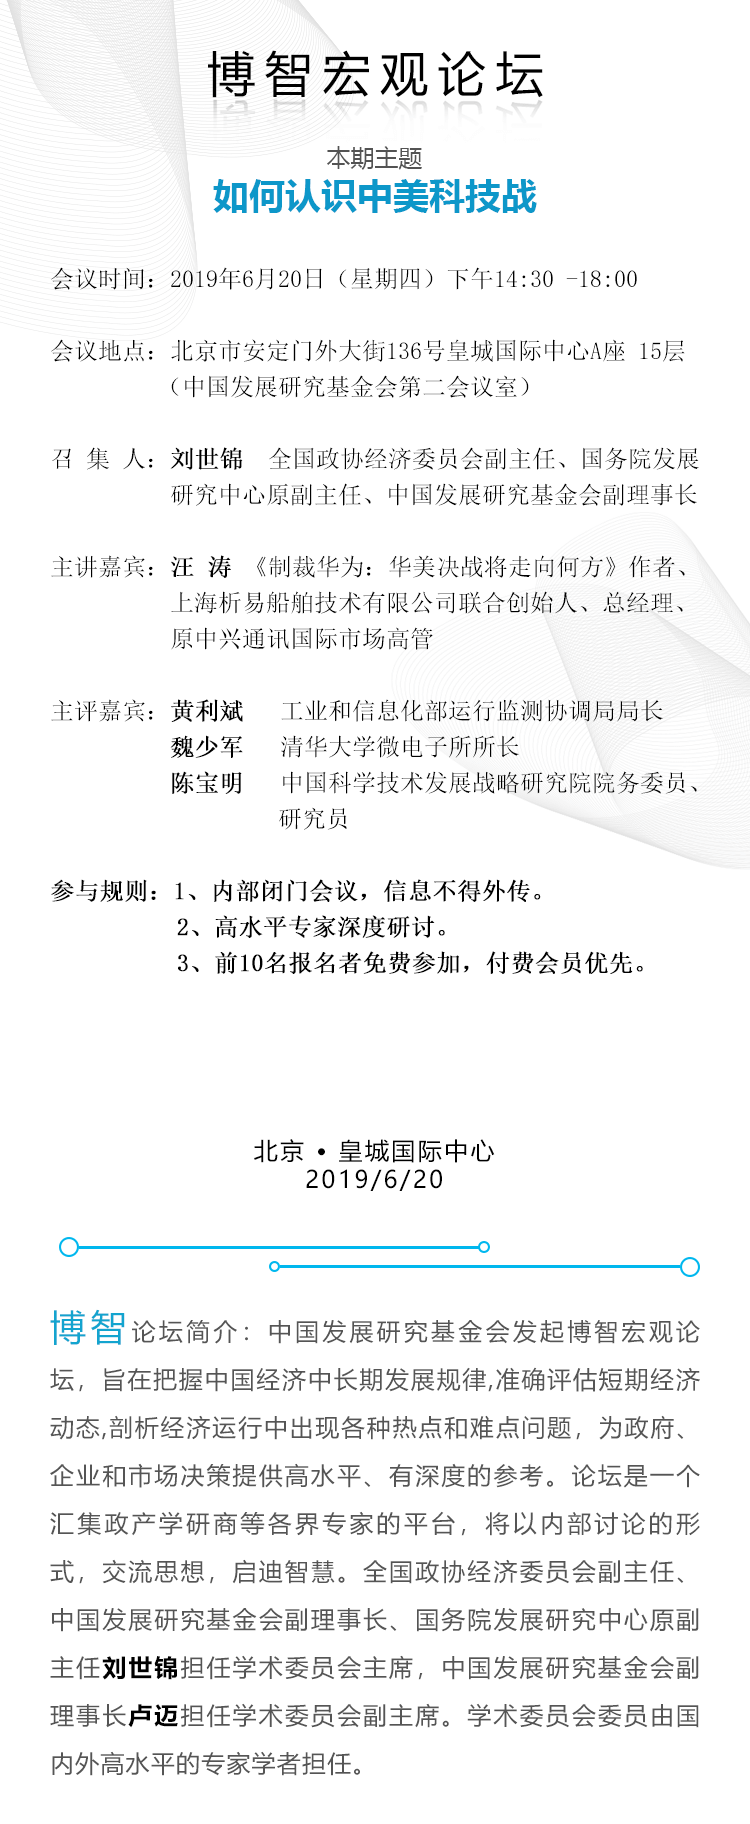 博智宏观论坛
本期主题
如何认识中美科技战
会议时间：2019年6月20日（星期四）下午14:30 -18:00
会议地点：北京市安定门外大街136号皇城国际中心A座 15层
（中国发展研究基金会第二会议室）
召 集 人：刘世锦 全国政协经济委员会副主任、国务院发展
研究中心原副主任、中国发展研究基金会副理事长
主讲嘉宾：汪 涛 《制裁华为：华美决战将走向何方》作者、
上海析易船舶技术有限公司联合创始人、总经理、
原中兴通讯国际市场高管
主评嘉宾：黄利斌 工业和信息化部运行监测协调局局长
魏少军 清华大学微电子所所长
陈宝明 中国科学技术发展战略研究院院务委员、
研究员
参与规则：1、内部闭门会议，信息不得外传。
2、高水平专家深度研讨。
3、前10名报名者免费参加，付费会员优先。
北京 • 皇城国际中心
2019/6/20
博智论坛简介：中国发展研究基金会发起博智宏观论
坛，旨在把握中国经济中长期发展规律,准确评估短期经济
动态,剖析经济运行中出现各种热点和难点问题，为政府、
企业和市场决策提供高水平、有深度的参考。论坛是一个
汇集政产学研商等各界专家的平台，将以内部讨论的形
式，交流思想，启迪智慧。全国政协经济委员会副主任、
中国发展研究基金会副理事长、国务院发展研究中心原副
主任刘世锦担任学术委员会主席，中国发展研究基金会副
理事长卢迈担任学术委员会副主席。学术委员会委员由国
内外高水平的专家学者担任。